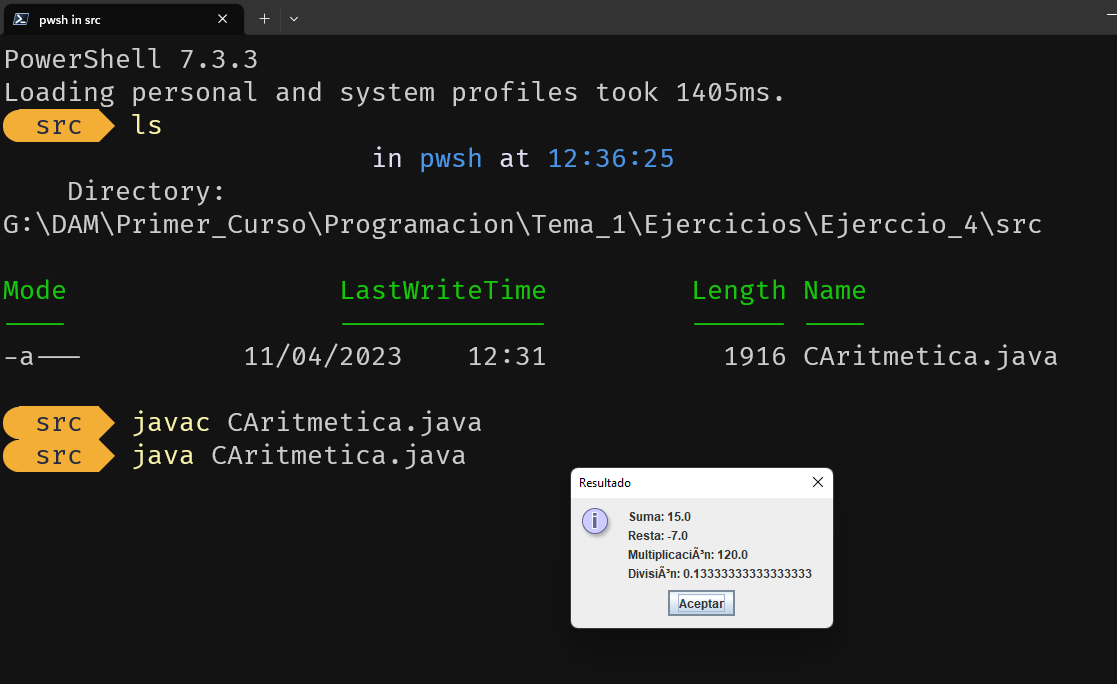 pwsh in src
PowerShell 7.3.3
Loading personal and system profiles took 1405ms.
src ls
in pwsh at 12:36:25
Directory:
G:\DAM\Primer_Curso\Programacion\Tema_1\Ejercicios\Ejerccio_4\src
Mode LastWriteTime Length Name
---- ------------- ------ ----
-a--- 11/04/2023 12:31 1916 CAritmetica.java
src javac CAritmetica.java
src java CAritmetica.java
Resultado
Suma: 15.0
Resta: -7.0
MultiplicaciÃ³n: 120.0
DivisiÃ³n: 0.13333333333333333
Aceptar